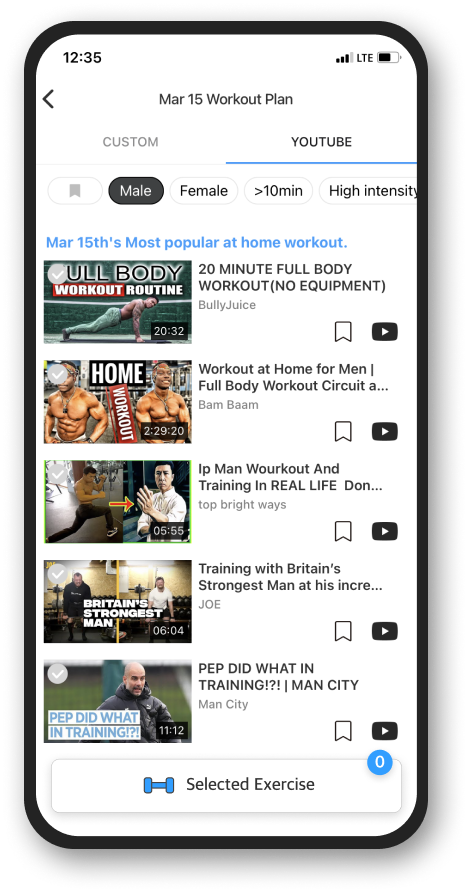 12:35
LTE
Mar 15 Workout Plan
CUSTOM
YOUTUBE
Male
Female
>10min
High intensity
Mar 15th's Most popular at home workout.
FULL BODY
WORKOUT ROUTINE
20:32
20 MINUTE FULL BODY
WORKOUT(NO EQUIPMENT)
BullyJuice
HOME
WORKOUT
2:29:20
Workout at Home for Men |
Full Body Workout Circuit a...
Bam Baam
05:55
Ip Man Wourkout And
Training In REAL LIFE Don...
top bright ways
JOE
BRITAIN'S
STRONGEST
MAN
06:04
Training with Britain's
Strongest Man at his incre...
JOE
PEP DID WHAT
IN TRAINING!?!
11:12
PEP DID WHAT IN
TRAINING!?! | MAN CITY
Man City
0
Selected Exercise